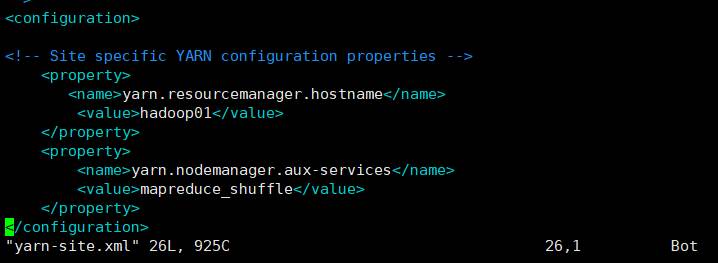 <configuration>

<!-- Site specific YARN configuration properties -->
    <property>
       <name>yarn.resourcemanager.hostname</name>
        <value>hadoop01</value>
    </property>
    <property>
        <name>yarn.nodemanager.aux-services</name>
        <value>mapreduce_shuffle</value>
    </property>
</configuration>
"yarn-site.xml" 26L, 925C 26,1 Bot